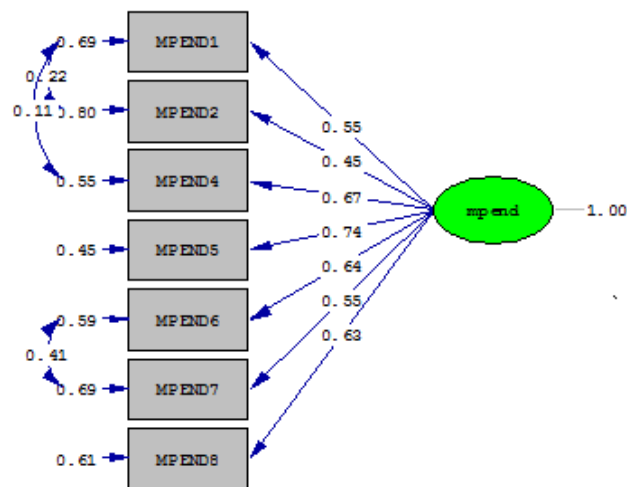 0.69 MPEND1
0.22
0.11 0.80 MPEND2
0.55
0.45
0.55 MPEND4 0.67 mpend 1.00
0.74
0.45 MPEND5
0.64
0.59 MPEND6 0.55
0.63
0.41
0.69 MPEND7
0.61 MPEND8